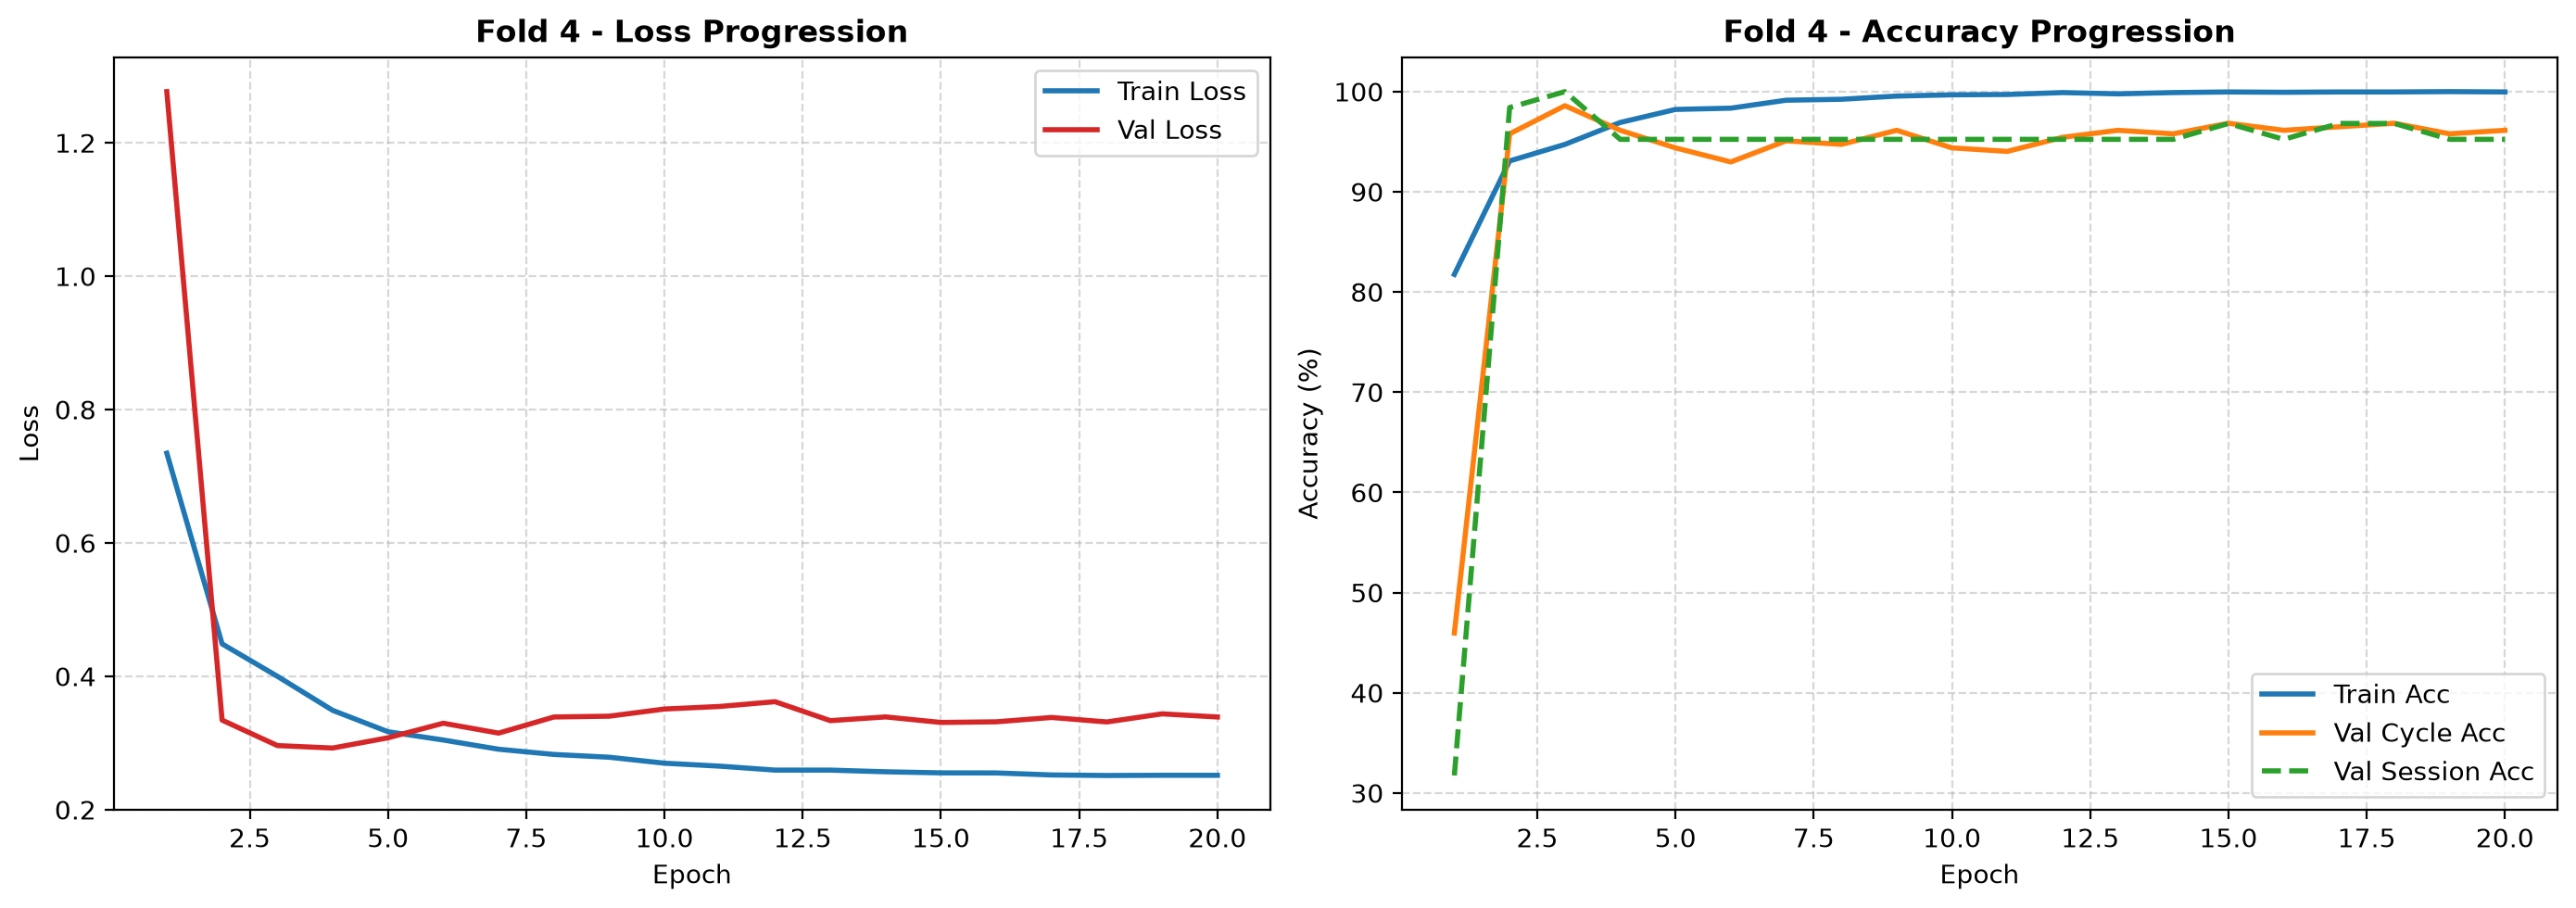 Fold 4 - Loss Progression
Train Loss
Val Loss
1.2
1.0
0.8
0.6
0.4
0.2
Loss
2.5 5.0 7.5 10.0 12.5 15.0 17.5 20.0
Epoch
Fold 4 - Accuracy Progression
100
90
80
70
60
50
40
30
Accuracy (%)
Train Acc
Val Cycle Acc
Val Session Acc
2.5 5.0 7.5 10.0 12.5 15.0 17.5 20.0
Epoch